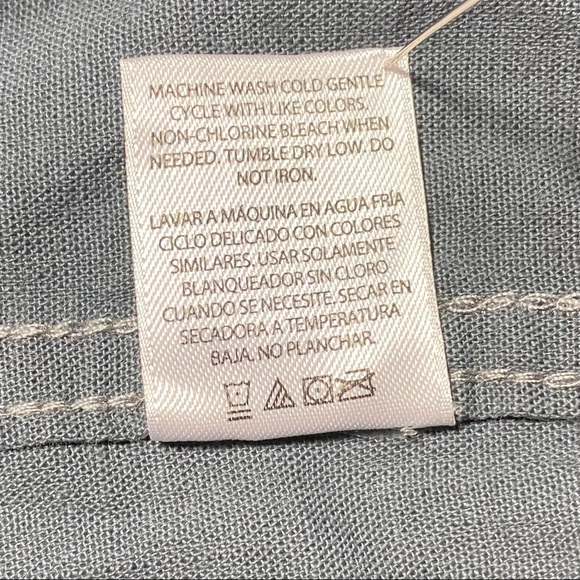 MACHINE WASH COLD GENTLE
CYCLE WITH LIKE COLORS.
NON-CHLORINE BLEACH WHEN
NEEDED. TUMBLE DRY LOW. DO
NOT IRON.
LAVAR A MÁQUINA EN AGUA FRÍA
CICLO DELICADO CON COLORES
SIMILARES. USAR SOLAMENTE
BLANQUEADOR SIN CLORO
CUANDO SE NECESITE. SECAR EN
SECADORA A TEMPERATURA
BAJA. NO PLANCHAR.